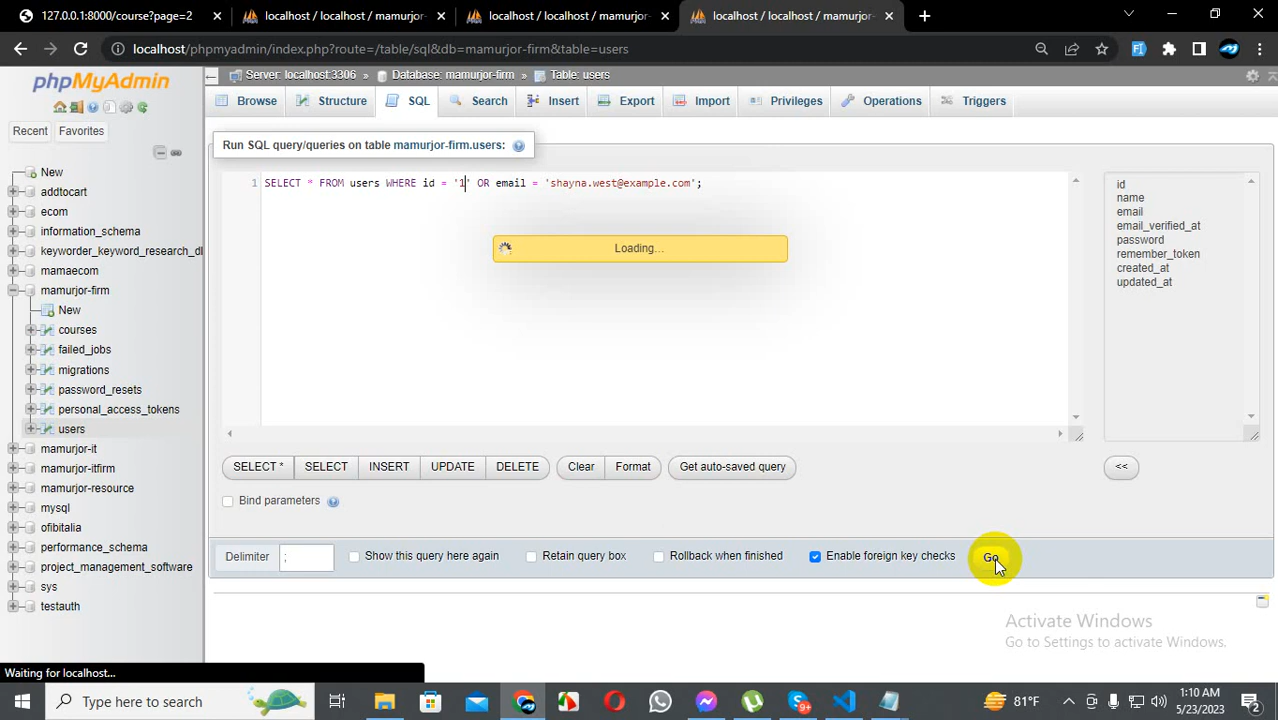 127.0.0.1:8000/course?page=2
localhost / localhost / mamurjor-
localhost / localhost / mamurjor-
localhost / localhost / mamurjor-
localhost/phpmyadmin/index.php?route=/table/sql&db=mamurjor-firm&table=users
phpMyAdmin
Recent
Favorites
New
addtocart
ecom
information_schema
keyworder_keyword_research_db
mamaecom
mamurjor-firm
New
courses
failed_jobs
migrations
password_resets
personal_access_tokens
users
mamurjor-it
mamurjor-itfirm
mamurjor-resource
mysql
ofibitalia
performance_schema
project_management_software
sys
testauth
Server: localhost:3306 » Database: mamurjor-firm » Table: users
Browse Structure SQL Search Insert Export Import Privileges Operations Triggers
Run SQL query/queries on table mamurjor-firm.users:
1 SELECT * FROM users WHERE id = '1' OR email = 'shayna.west@example.com';
Loading...
id
name
email
email_verified_at
password
remember_token
created_at
updated_at
SELECT * SELECT INSERT UPDATE DELETE Clear Format Get auto-saved query <<
Bind parameters
Delimiter ; Show this query here again Retain query box Rollback when finished Enable foreign key checks Go
Activate Windows
Go to Settings to activate Windows.
Waiting for localhost...
Type here to search
9+
81°F
1:10 AM
5/23/2023
2